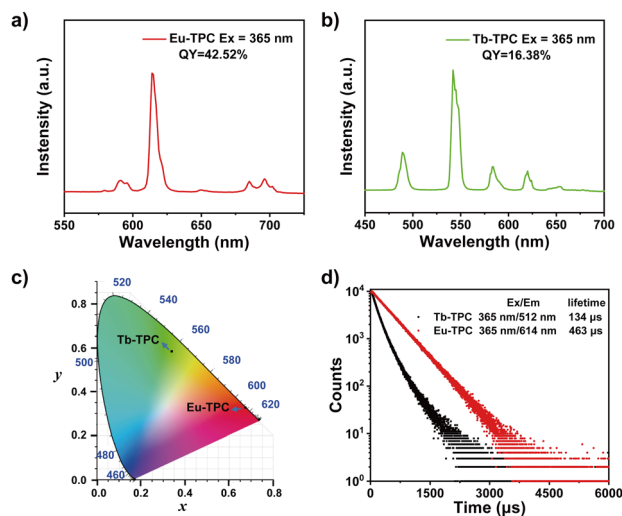 a)
Eu-TPC Ex = 365 nm
QY=42.52%
Instensity (a.u.)
550 600 650 700
Wavelength (nm)
b)
Tb-TPC Ex = 365 nm
QY=16.38%
Instensity (a.u.)
450 500 550 600 650 700
Wavelength (nm)
c)
520
540
560
580
600
620
500
480
460
Tb-TPC
Eu-TPC
0.8
0.6
0.4
0.2
0.0
y
0.0 0.2 0.4 0.6 0.8
x
d)
Ex/Em lifetime
Tb-TPC 365 nm/512 nm 134 µs
Eu-TPC 365 nm/614 nm 463 µs
10⁴
10³
10²
10¹
10⁰
Counts
0 1500 3000 4500 6000
Time (µs)